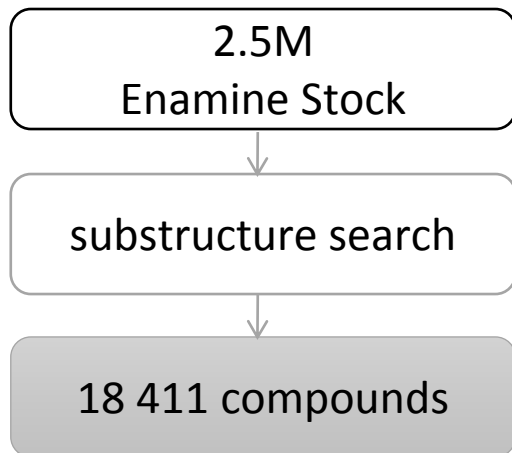 2.5M
Enamine Stock
substructure search
18 411 compounds